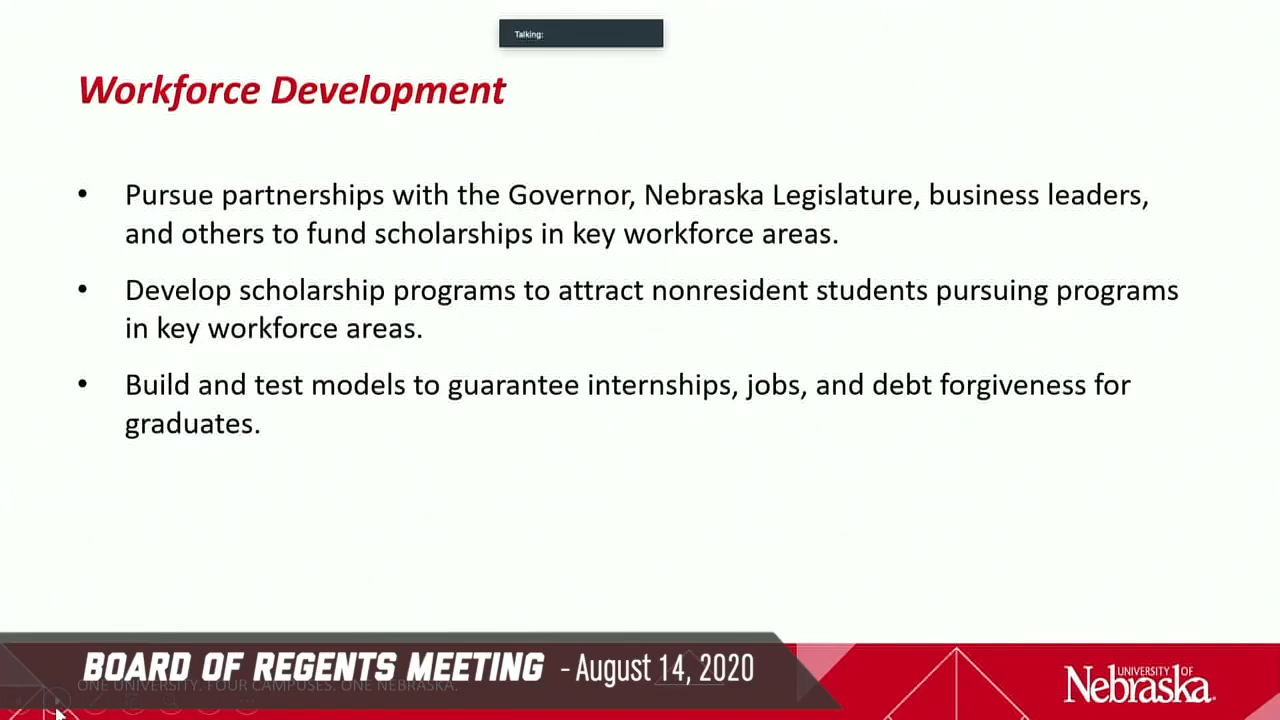 Talking:
Workforce Development
• Pursue partnerships with the Governor, Nebraska Legislature, business leaders,
and others to fund scholarships in key workforce areas.
• Develop scholarship programs to attract nonresident students pursuing programs
in key workforce areas.
• Build and test models to guarantee internships, jobs, and debt forgiveness for
graduates.
BOARD OF REGENTS MEETING - August 14, 2020
ONE UNIVERSITY. FOUR CAMPUSES. ONE NEBRASKA.
UNIVERSITY OF
Nebraska